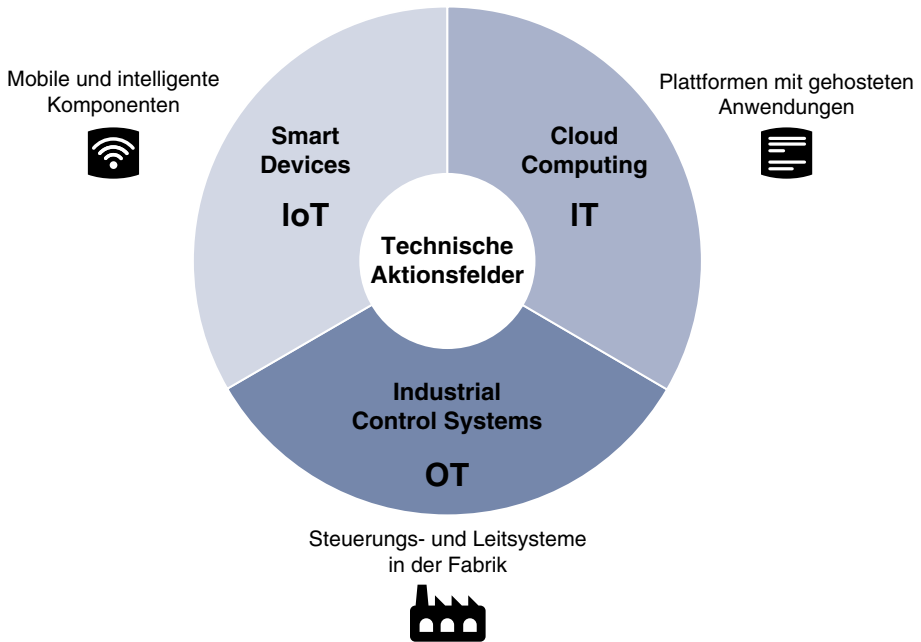 Mobile und intelligente
Komponenten
Smart
Devices
IoT
Plattformen mit gehosteten
Anwendungen
Cloud
Computing
IT
Technische
Aktionsfelder
Industrial
Control Systems
OT
Steuerungs- und Leitsysteme
in der Fabrik